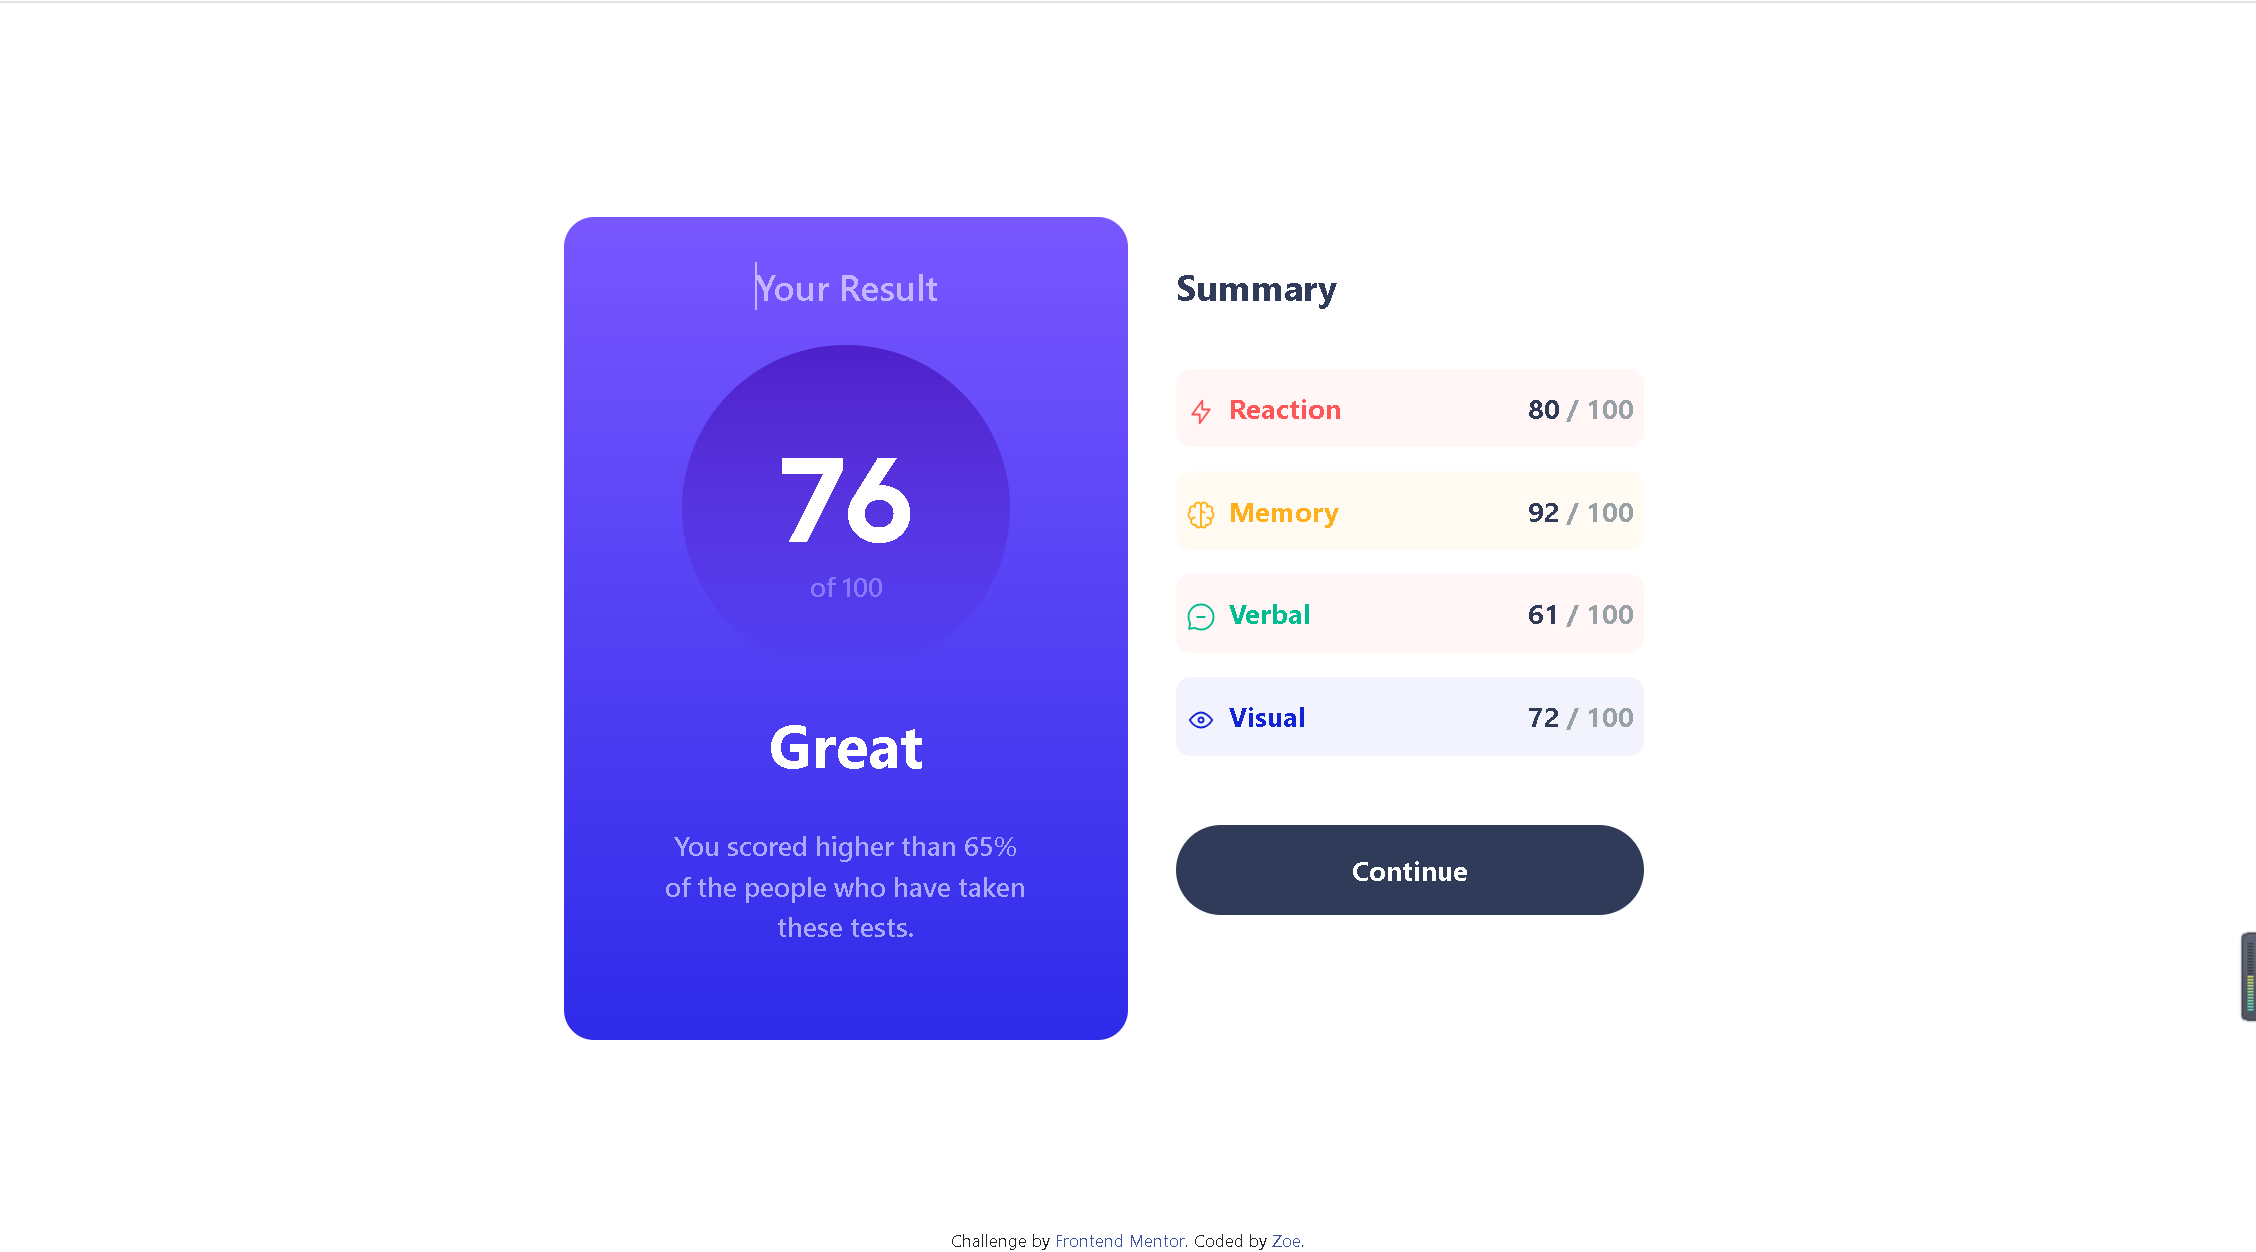 Your Result
76
of 100
Great
You scored higher than 65%
of the people who have taken
these tests.
Summary
Reaction 80 / 100
Memory 92 / 100
Verbal 61 / 100
Visual 72 / 100
Continue
Challenge by Frontend Mentor. Coded by Zoe.